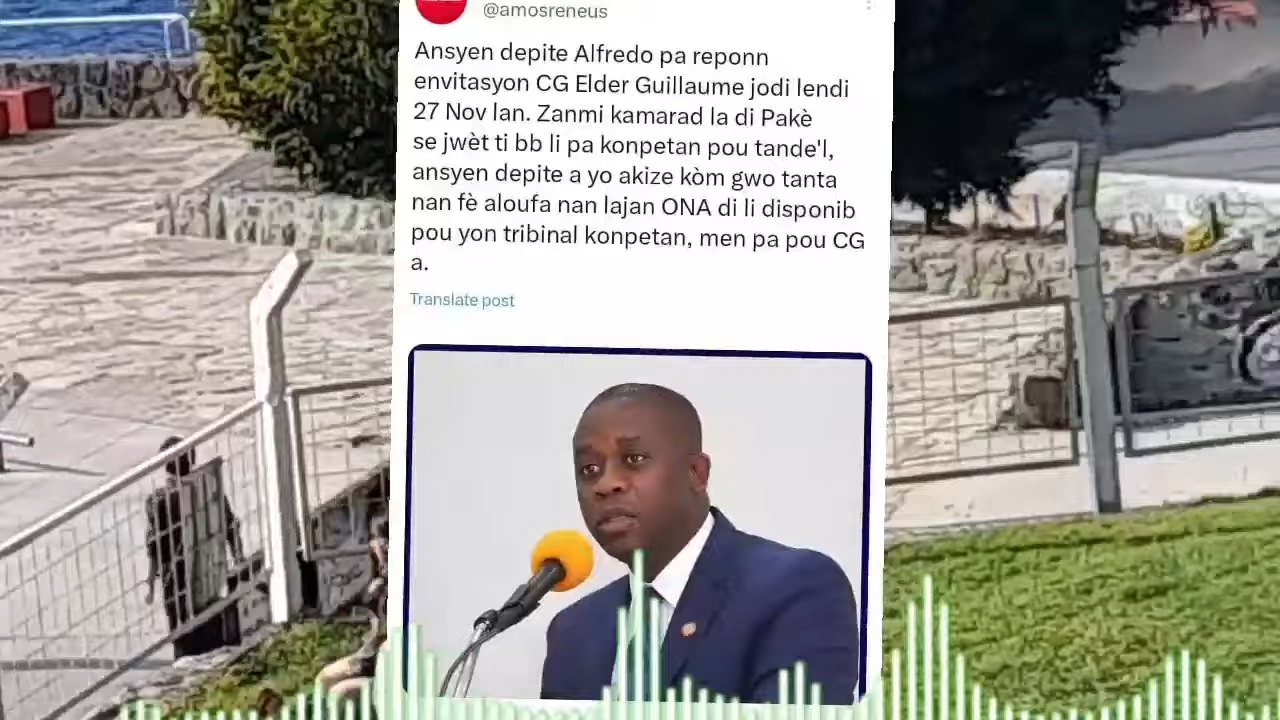 @amosreneus
Ansyen depite Alfredo pa reponn
envitasyon CG Elder Guillaume jodi lendi
27 Nov lan. Zanmi kamarad la di Pakè
se jwèt ti bb li pa konpetan pou tande'l,
ansyen depite a yo akize kòm gwo tanta
nan fè aloufa nan lajan ONA di li disponib
pou yon tribinal konpetan, men pa pou CG
a.
Translate post